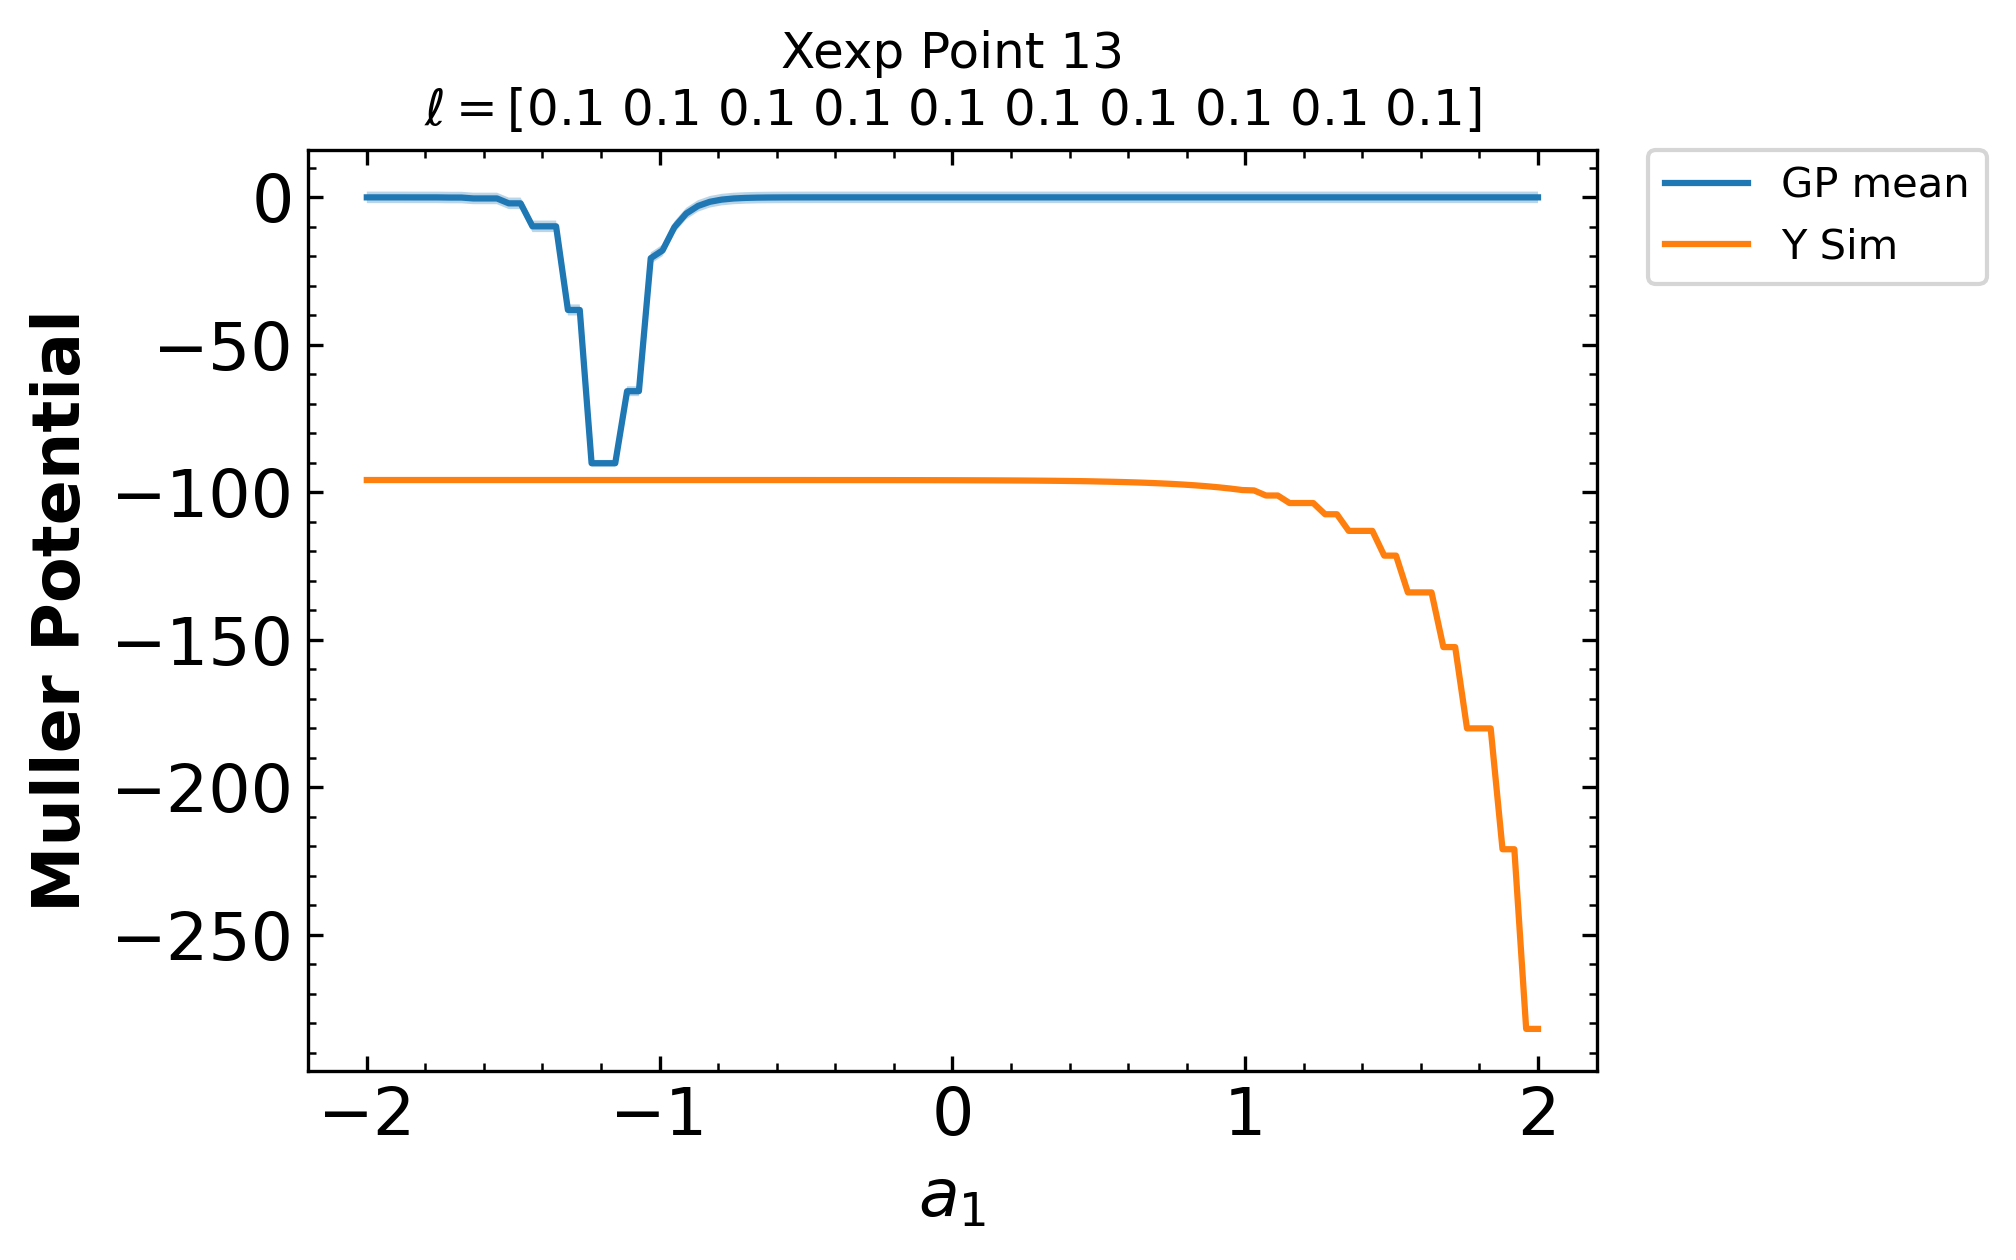 Xexp Point 13
ℓ = [0.1 0.1 0.1 0.1 0.1 0.1 0.1 0.1 0.1 0.1]
GP mean
Y Sim
Muller Potential
0
−50
−100
−150
−200
−250
−2 −1 0 1 2
a₁